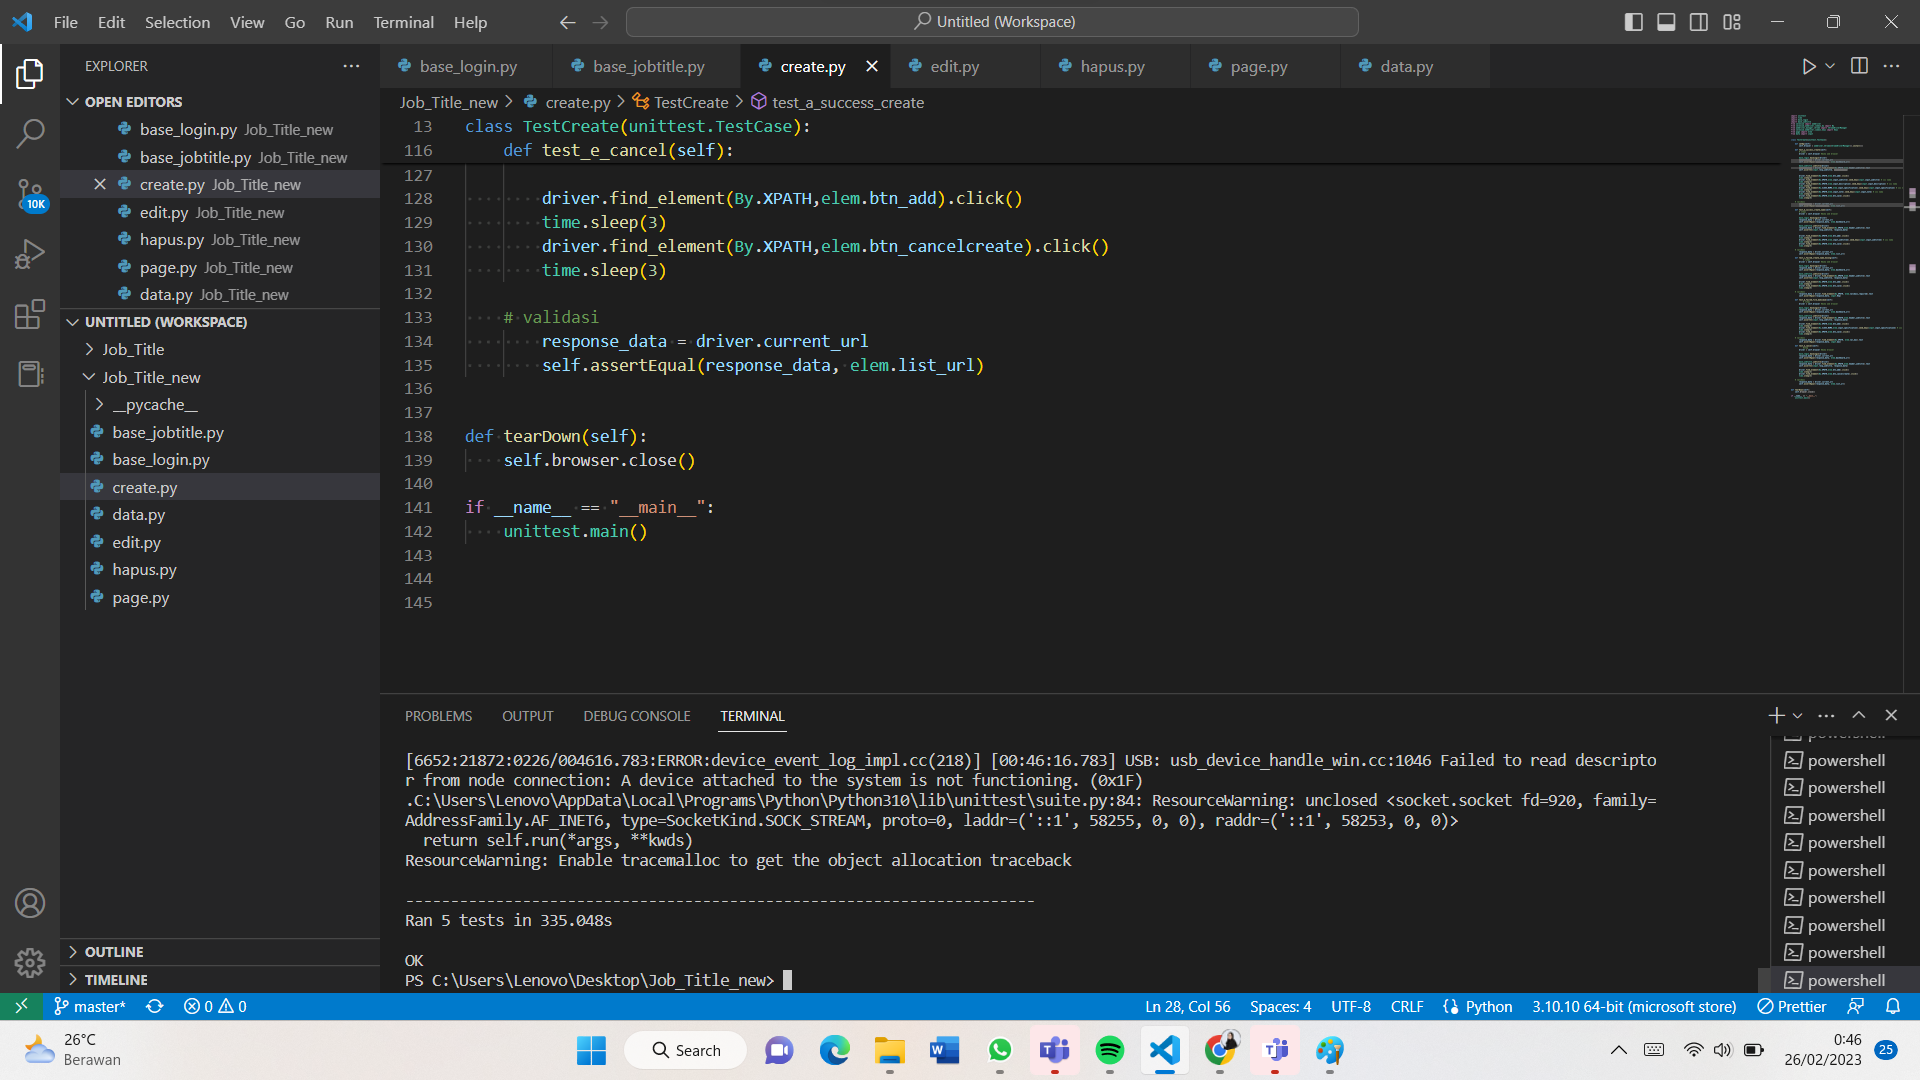 File Edit Selection View Go Run Terminal Help
Untitled (Workspace)
EXPLORER
OPEN EDITORS
base_login.py Job_Title_new
base_jobtitle.py Job_Title_new
create.py Job_Title_new
edit.py Job_Title_new
hapus.py Job_Title_new
page.py Job_Title_new
data.py Job_Title_new
UNTITLED (WORKSPACE)
Job_Title
Job_Title_new
__pycache__
base_jobtitle.py
base_login.py
create.py
data.py
edit.py
hapus.py
page.py
OUTLINE
TIMELINE
10K
base_login.py base_jobtitle.py create.py edit.py hapus.py page.py data.py
Job_Title_new > create.py > TestCreate > test_a_success_create
13 class TestCreate(unittest.TestCase):
116 def test_e_cancel(self):
127
128 driver.find_element(By.XPATH,elem.btn_add).click()
129 time.sleep(3)
130 driver.find_element(By.XPATH,elem.btn_cancelcreate).click()
131 time.sleep(3)
132
133 # validasi
134 response_data = driver.current_url
135 self.assertEqual(response_data, elem.list_url)
136
137
138 def tearDown(self):
139 self.browser.close()
140
141 if __name__ == "__main__":
142 unittest.main()
143
144
145
PROBLEMS OUTPUT DEBUG CONSOLE TERMINAL
[6652:21872:0226/004616.783:ERROR:device_event_log_impl.cc(218)] [00:46:16.783] USB: usb_device_handle_win.cc:1046 Failed to read descripto
r from node connection: A device attached to the system is not functioning. (0x1F)
.C:\Users\Lenovo\AppData\Local\Programs\Python\Python310\lib\unittest\suite.py:84: ResourceWarning: unclosed <socket.socket fd=920, family=
AddressFamily.AF_INET6, type=SocketKind.SOCK_STREAM, proto=0, laddr=('::1', 58255, 0, 0), raddr=('::1', 58253, 0, 0)>
return self.run(*args, **kwds)
ResourceWarning: Enable tracemalloc to get the object allocation traceback
----------------------------------------------------------------------
Ran 5 tests in 335.048s
OK
PS C:\Users\Lenovo\Desktop\Job_Title_new>
powershell
powershell
powershell
powershell
powershell
powershell
powershell
powershell
powershell
powershell
master* 0 0 Ln 28, Col 56 Spaces: 4 UTF-8 CRLF Python 3.10.10 64-bit (microsoft store) Prettier
26°C
Berawan
Search
0:46
26/02/2023
25